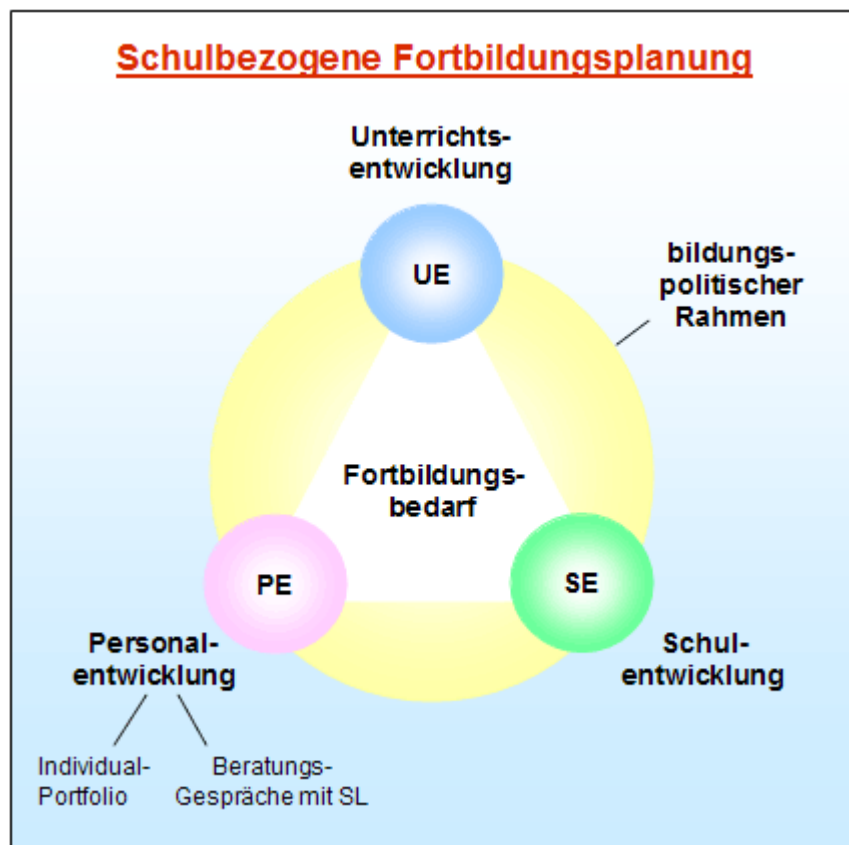 Schulbezogene Fortbildungsplanung
Unterrichts-
entwicklung
UE
bildungs-
politischer
Rahmen
Fortbildungs-
bedarf
PE
SE
Personal-
entwicklung
Schul-
entwicklung
Individual-
Portfolio
Beratungs-
Gespräche mit SL